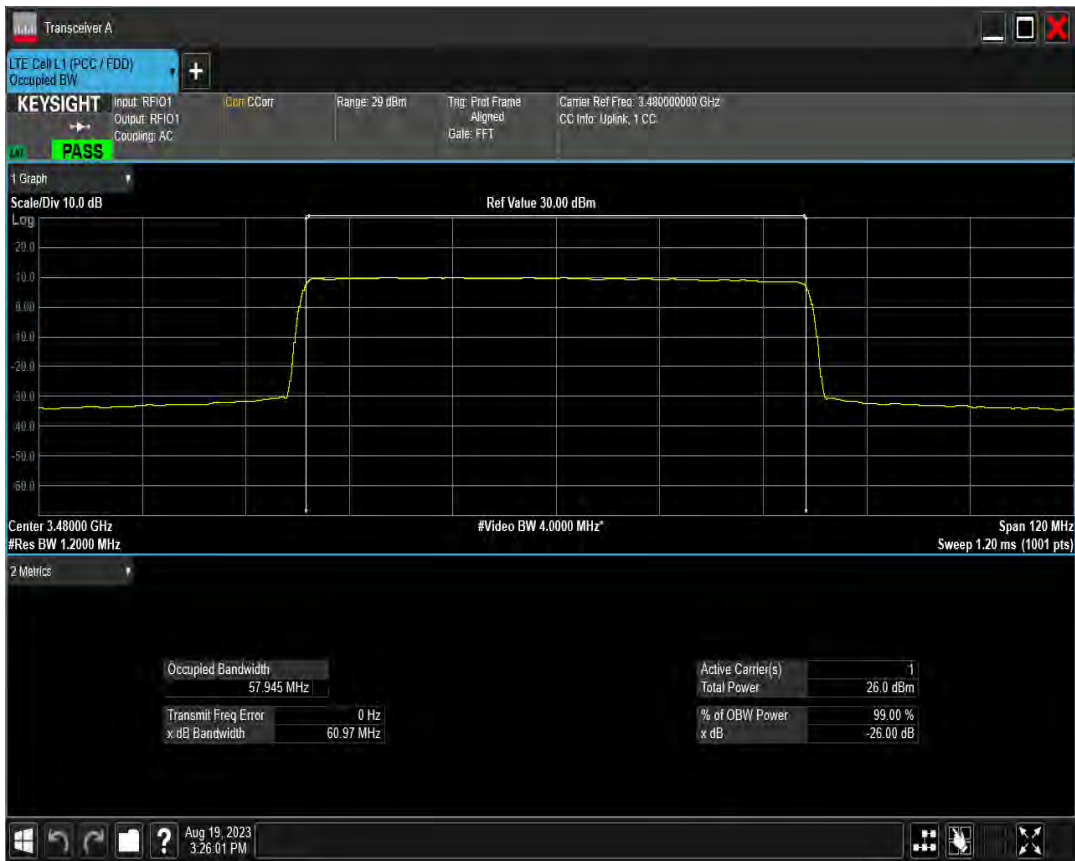 Transceiver A
LTE Cell L1 (PCC / FDD)
Occupied BW
+
KEYSIGHT
Input: RFIO1
Output: RFIO1
Coupling: AC
Corr CCorr
Range: 29 dBm
Trig: Prot Frame
Aligned
Gate: FFT
Carrier Ref Freq: 3.480000000 GHz
CC Info: Uplink, 1 CC
PASS
1 Graph
Scale/Div 10.0 dB
Ref Value 30.00 dBm
Log
20.0
10.0
0.00
-10.0
-20.0
-30.0
-40.0
-50.0
-60.0
Center 3.48000 GHz
#Video BW 4.0000 MHz*
Span 120 MHz
#Res BW 1.2000 MHz
Sweep 1.20 ms (1001 pts)
2 Metrics
Occupied Bandwidth
57.945 MHz
Transmit Freq Error 0 Hz
x dB Bandwidth 60.97 MHz
Active Carrier(s) 1
Total Power 26.0 dBm
% of OBW Power 99.00 %
x dB -26.00 dB
? Aug 19, 2023
3:26:01 PM